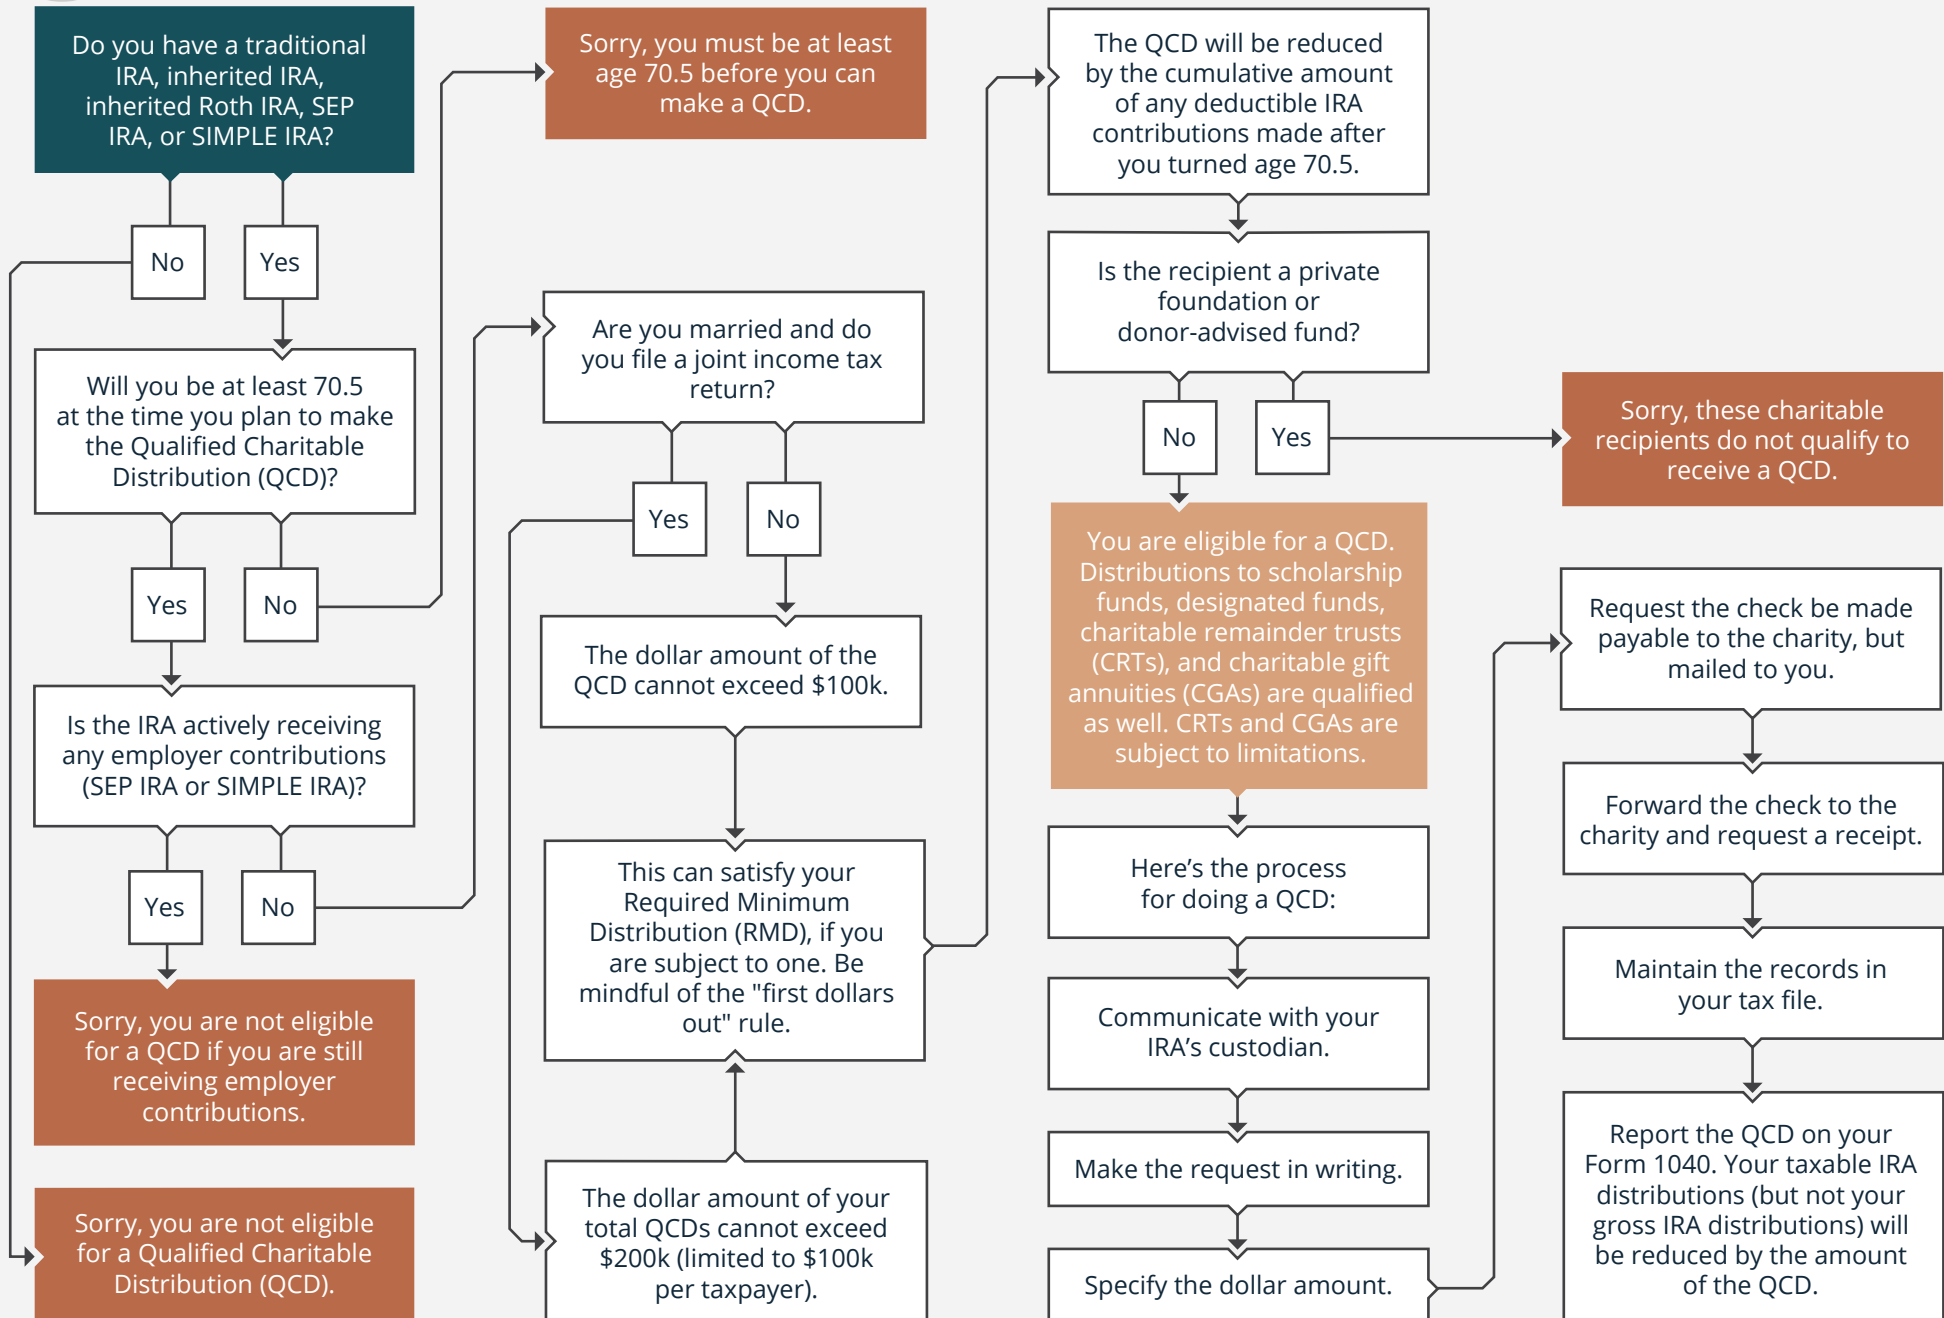 Do you have a traditional
IRA, inherited IRA,
inherited Roth IRA, SEP
IRA, or SIMPLE IRA?
No
Yes
Will you be at least 70.5
at the time you plan to make
the Qualified Charitable
Distribution (QCD)?
Yes
No
Is the IRA actively receiving
any employer contributions
(SEP IRA or SIMPLE IRA)?
Yes
No
Sorry, you are not eligible
for a QCD if you are still
receiving employer
contributions.
Sorry, you are not eligible
for a Qualified Charitable
Distribution (QCD).
Sorry, you must be at least
age 70.5 before you can
make a QCD.
Are you married and do
you file a joint income tax
return?
Yes
No
The dollar amount of the
QCD cannot exceed $100k.
This can satisfy your
Required Minimum
Distribution (RMD), if you
are subject to one. Be
mindful of the "first dollars
out" rule.
The dollar amount of your
total QCDs cannot exceed
$200k (limited to $100k
per taxpayer).
The QCD will be reduced
by the cumulative amount
of any deductible IRA
contributions made after
you turned age 70.5.
Is the recipient a private
foundation or
donor-advised fund?
No
Yes
Sorry, these charitable
recipients do not qualify to
receive a QCD.
You are eligible for a QCD.
Distributions to scholarship
funds, designated funds,
charitable remainder trusts
(CRTs), and charitable gift
annuities (CGAs) are qualified
as well. CRTs and CGAs are
subject to limitations.
Here’s the process
for doing a QCD:
Communicate with your
IRA’s custodian.
Make the request in writing.
Specify the dollar amount.
Request the check be made
payable to the charity, but
mailed to you.
Forward the check to the
charity and request a receipt.
Maintain the records in
your tax file.
Report the QCD on your
Form 1040. Your taxable IRA
distributions (but not your
gross IRA distributions) will
be reduced by the amount
of the QCD.